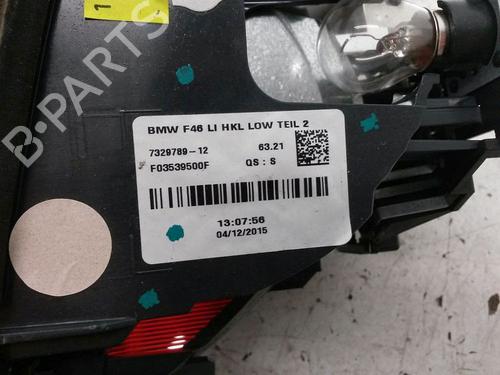 1
B-PARTS
BMW F46 LI HKL LOW TEIL 2
7329789-12 63.21
F03539500F QS : S
13:07:56
04/12/2015